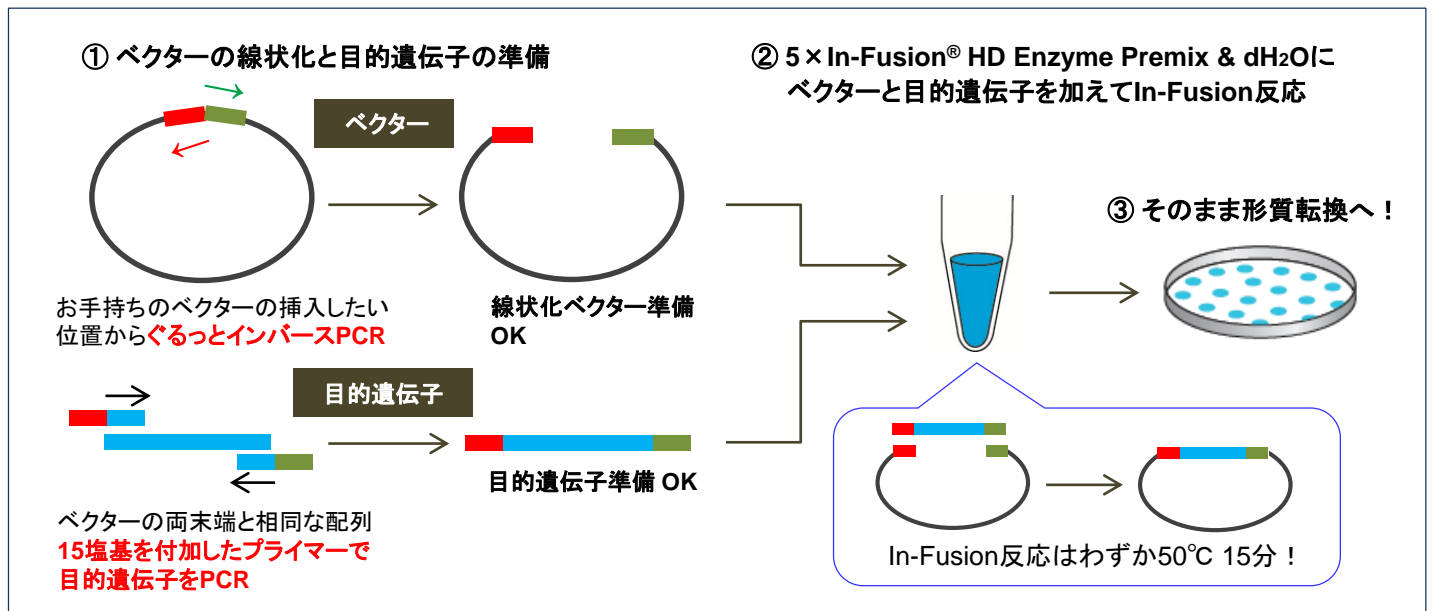 ① ベクターの線状化と目的遺伝子の準備
ベクター
お手持ちのベクターの挿入したい
位置からぐるっとインバースPCR
線状化ベクター準備
OK
目的遺伝子
目的遺伝子準備 OK
ベクターの両末端と相同な配列
15塩基を付加したプライマーで
目的遺伝子をPCR
② 5×In-Fusion® HD Enzyme Premix & dH₂Oに
ベクターと目的遺伝子を加えてIn-Fusion反応
③ そのまま形質転換へ！
In-Fusion反応はわずか50℃ 15分！